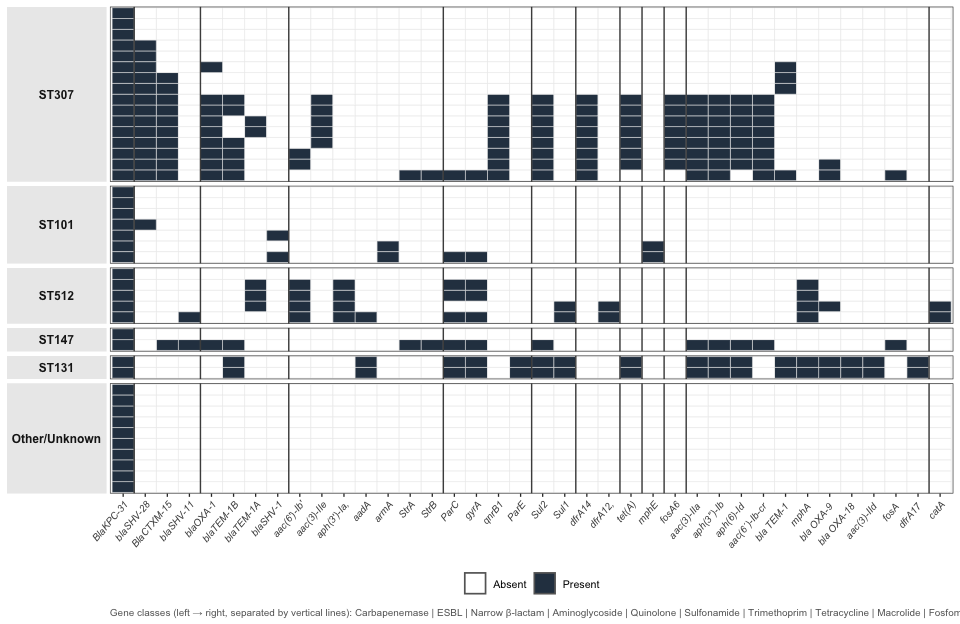 ST307
ST101
ST512
ST147
ST131
Other/Unknown
BlaKPC-31
blaSHV-28
BlaCTXM-15
blaSHV-11
blaOXA-1
blaTEM-1B
blaTEM-1A
blaSHV-1
aac(6')-Ib'
aac(3)-IIe
aph(3')-Ia,
aadA
armA
StrA
StrB
ParC
gyrA
qnrB1
ParE
Sul2
Sul1
dfrA14
dfrA12,
tet(A)
mphE
fosA6
aac(3)-IIa
aph(3'')-Ib
aph(6)-Id
aac(6')-Ib-cr
bla TEM-1
mphA
bla OXA-9
bla OXA-18
aac(3)-IId
fosA
dfrA17
catA
Absent
Present
Gene classes (left → right, separated by vertical lines): Carbapenemase | ESBL | Narrow β-lactam | Aminoglycoside | Quinolone | Sulfonamide | Trimethoprim | Tetracycline | Macrolide | Fosfom